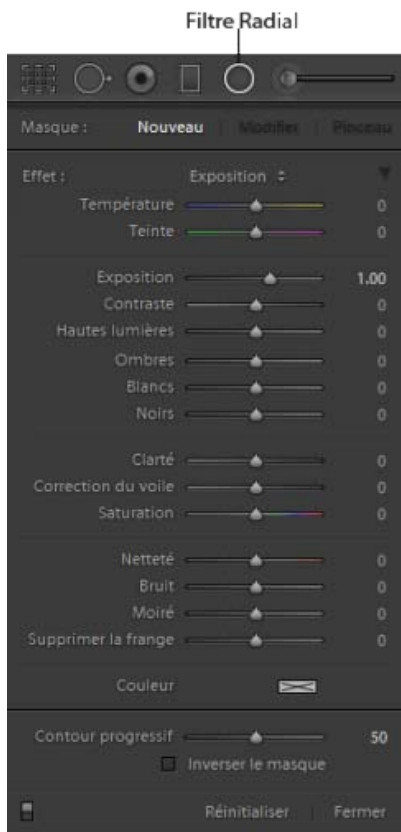 Filtre Radial
Masque : Nouveau Modifier Pinceau
Effet : Exposition
Température 0
Teinte 0
Exposition 1.00
Contraste 0
Hautes lumières 0
Ombres 0
Blancs 0
Noirs 0
Clarté 0
Correction du voile 0
Saturation 0
Netteté 0
Bruit 0
Moiré 0
Supprimer la frange 0
Couleur
Contour progressif 50
Inverser le masque
Réinitialiser Fermer